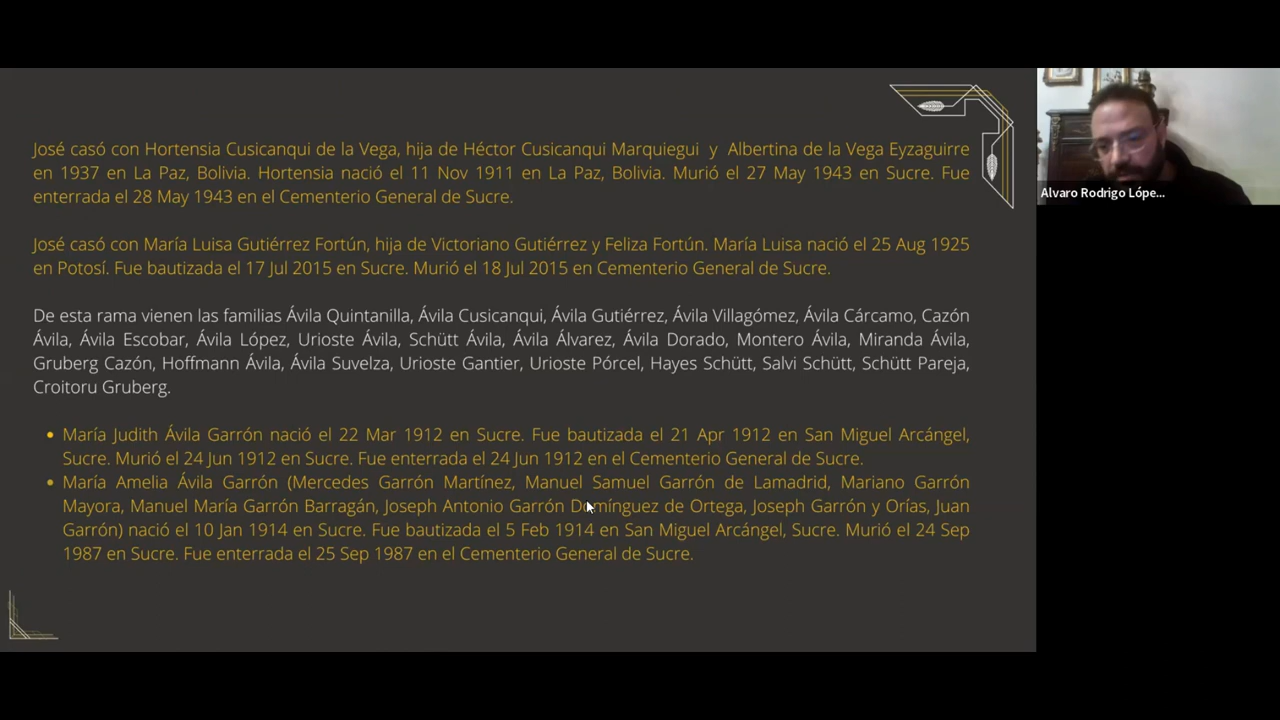 José casó con Hortensia Cusicanqui de la Vega, hija de Héctor Cusicanqui Marquiegui y Albertina de la Vega Eyzaguirre
en 1937 en La Paz, Bolivia. Hortensia nació el 11 Nov 1911 en La Paz, Bolivia. Murió el 27 May 1943 en Sucre. Fue
enterrada el 28 May 1943 en el Cementerio General de Sucre.
José casó con María Luisa Gutiérrez Fortún, hija de Victoriano Gutiérrez y Feliza Fortún. María Luisa nació el 25 Aug 1925
en Potosí. Fue bautizada el 17 Jul 2015 en Sucre. Murió el 18 Jul 2015 en Cementerio General de Sucre.
De esta rama vienen las familias Ávila Quintanilla, Ávila Cusicanqui, Ávila Gutiérrez, Ávila Villagómez, Ávila Cárcamo, Cazón
Ávila, Ávila Escobar, Ávila López, Urioste Ávila, Schütt Ávila, Ávila Álvarez, Ávila Dorado, Montero Ávila, Miranda Ávila,
Gruberg Cazón, Hoffmann Ávila, Ávila Suvelza, Urioste Gantier, Urioste Pórcel, Hayes Schütt, Salvi Schütt, Schütt Pareja,
Croitoru Gruberg.
• María Judith Ávila Garrón nació el 22 Mar 1912 en Sucre. Fue bautizada el 21 Apr 1912 en San Miguel Arcángel,
Sucre. Murió el 24 Jun 1912 en Sucre. Fue enterrada el 24 Jun 1912 en el Cementerio General de Sucre.
• María Amelia Ávila Garrón (Mercedes Garrón Martínez, Manuel Samuel Garrón de Lamadrid, Mariano Garrón
Mayora, Manuel María Garrón Barragán, Joseph Antonio Garrón Domínguez de Ortega, Joseph Garrón y Orías, Juan
Garrón) nació el 10 Jan 1914 en Sucre. Fue bautizada el 5 Feb 1914 en San Miguel Arcángel, Sucre. Murió el 24 Sep
1987 en Sucre. Fue enterrada el 25 Sep 1987 en el Cementerio General de Sucre.
Alvaro Rodrigo Lópe...